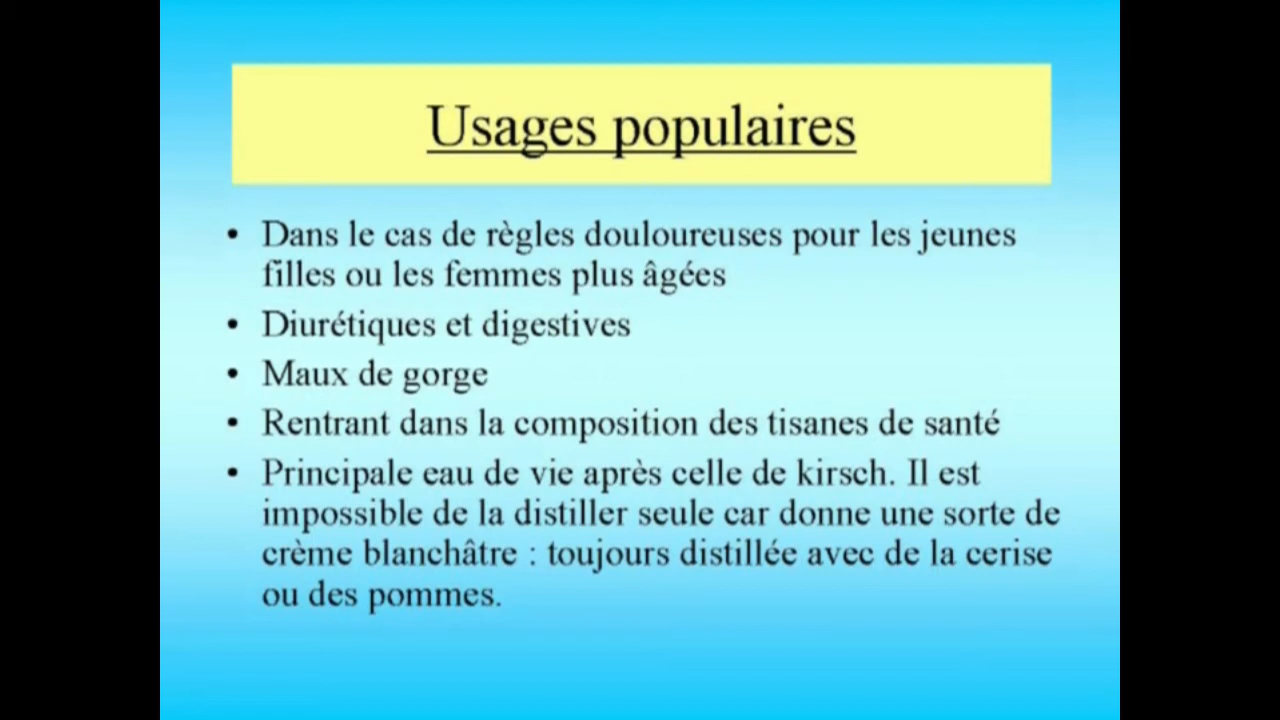 Usages populaires
• Dans le cas de règles douloureuses pour les jeunes
filles ou les femmes plus âgées
• Diurétiques et digestives
• Maux de gorge
• Rentrant dans la composition des tisanes de santé
• Principale eau de vie après celle de kirsch. Il est
impossible de la distiller seule car donne une sorte de
crème blanchâtre : toujours distillée avec de la cerise
ou des pommes.